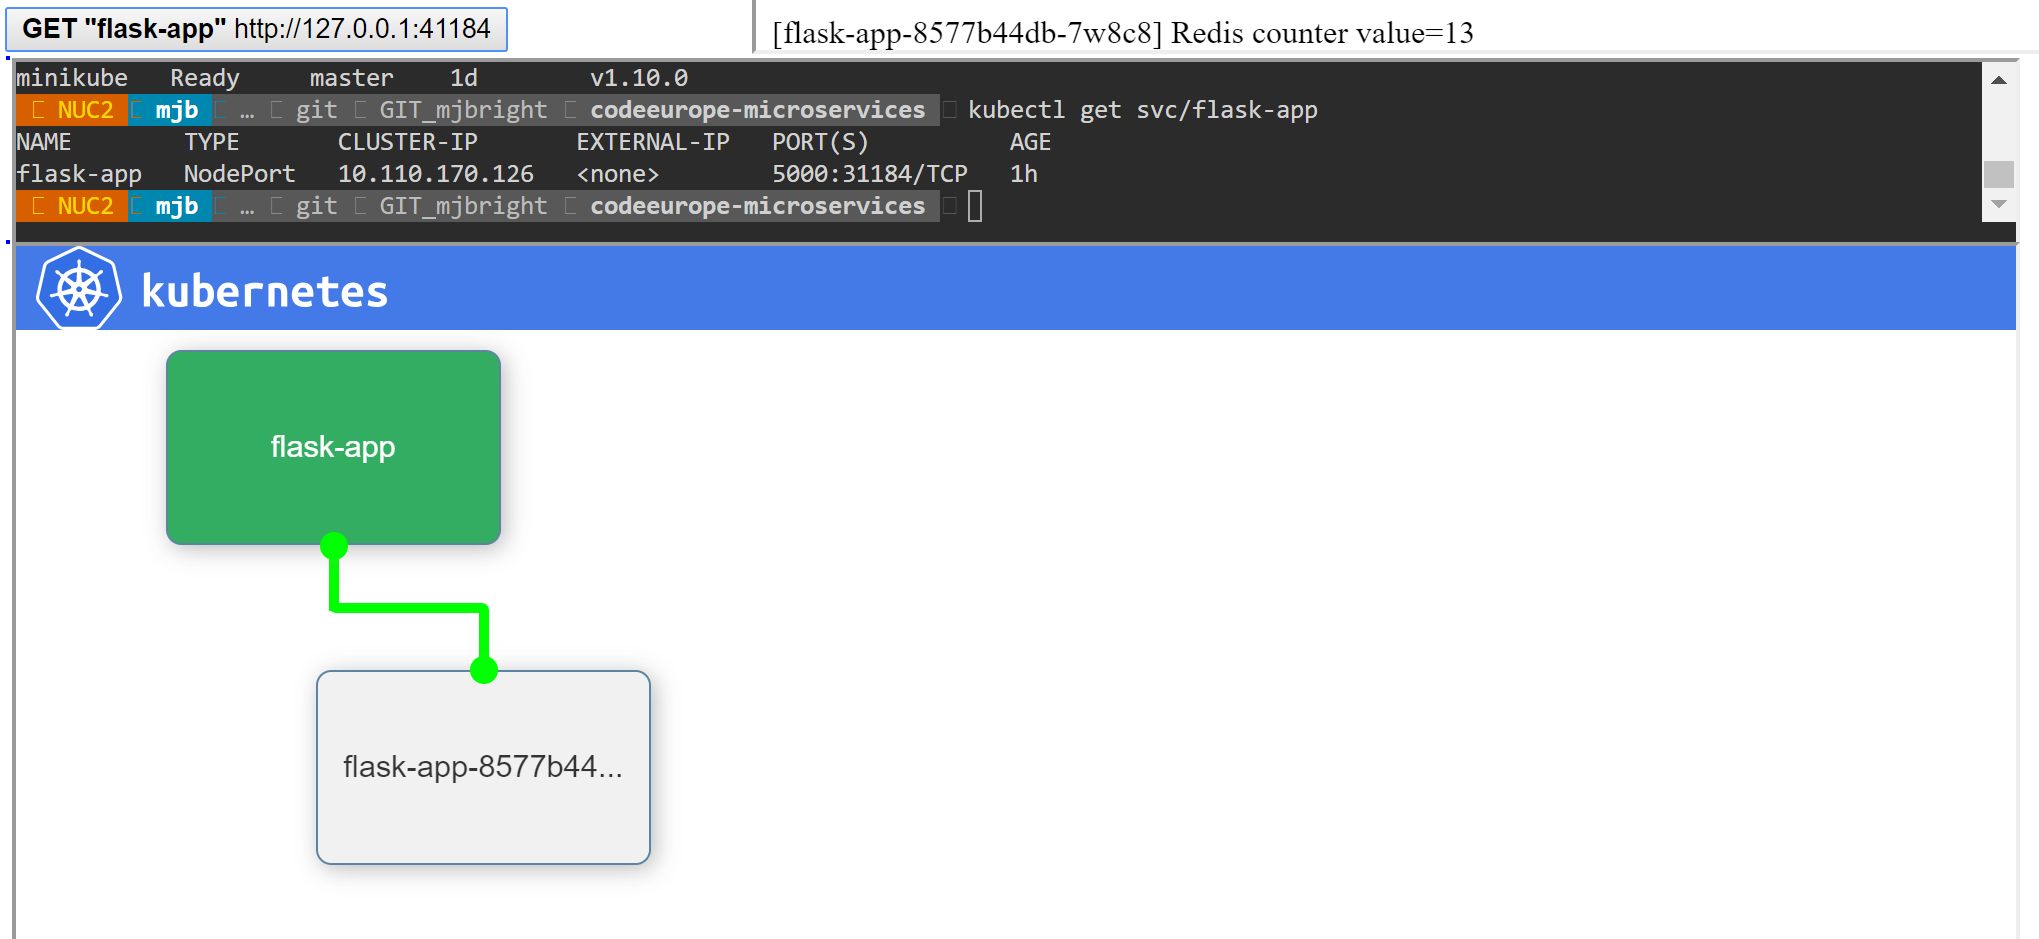 GET "flask-app" http://127.0.0.1:41184
[flask-app-8577b44db-7w8c8] Redis counter value=13
minikube Ready master 1d v1.10.0
NUC2 mjb … git GIT_mjbright codeeurope-microservices kubectl get svc/flask-app
NAME TYPE CLUSTER-IP EXTERNAL-IP PORT(S) AGE
flask-app NodePort 10.110.170.126 <none> 5000:31184/TCP 1h
NUC2 mjb … git GIT_mjbright codeeurope-microservices
kubernetes
flask-app
flask-app-8577b44...